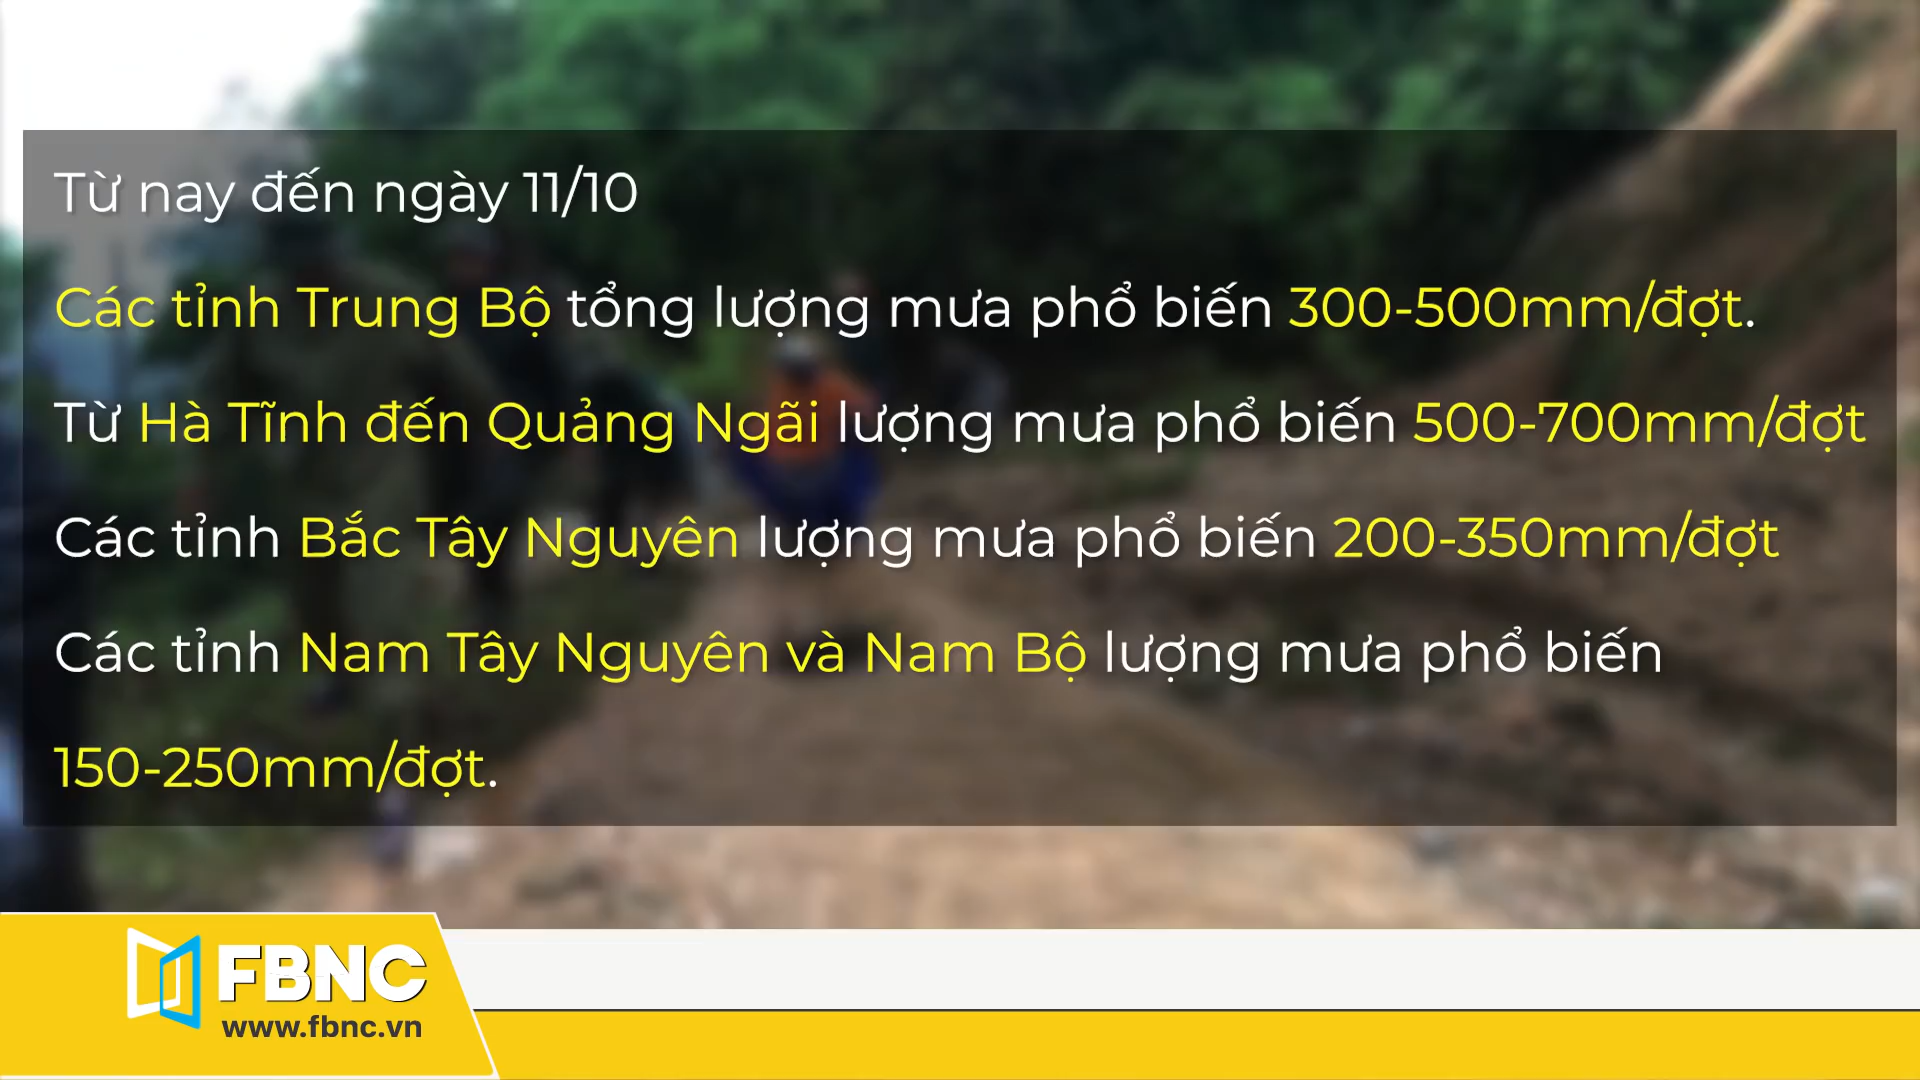 Từ nay đến ngày 11/10
Các tỉnh Trung Bộ tổng lượng mưa phổ biến 300-500mm/đợt.
Từ Hà Tĩnh đến Quảng Ngãi lượng mưa phổ biến 500-700mm/đợt
Các tỉnh Bắc Tây Nguyên lượng mưa phổ biến 200-350mm/đợt
Các tỉnh Nam Tây Nguyên và Nam Bộ lượng mưa phổ biến
150-250mm/đợt.
FBNC
www.fbnc.vn